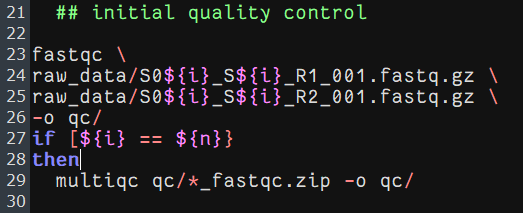 21 ## initial quality control
22
23 fastqc \
24 raw_data/S0${i}_S${i}_R1_001.fastq.gz \
25 raw_data/S0${i}_S${i}_R2_001.fastq.gz \
26 -o qc/
27 if [${i} == ${n}}
28 then
29   multiqc qc/*_fastqc.zip -o qc/
30